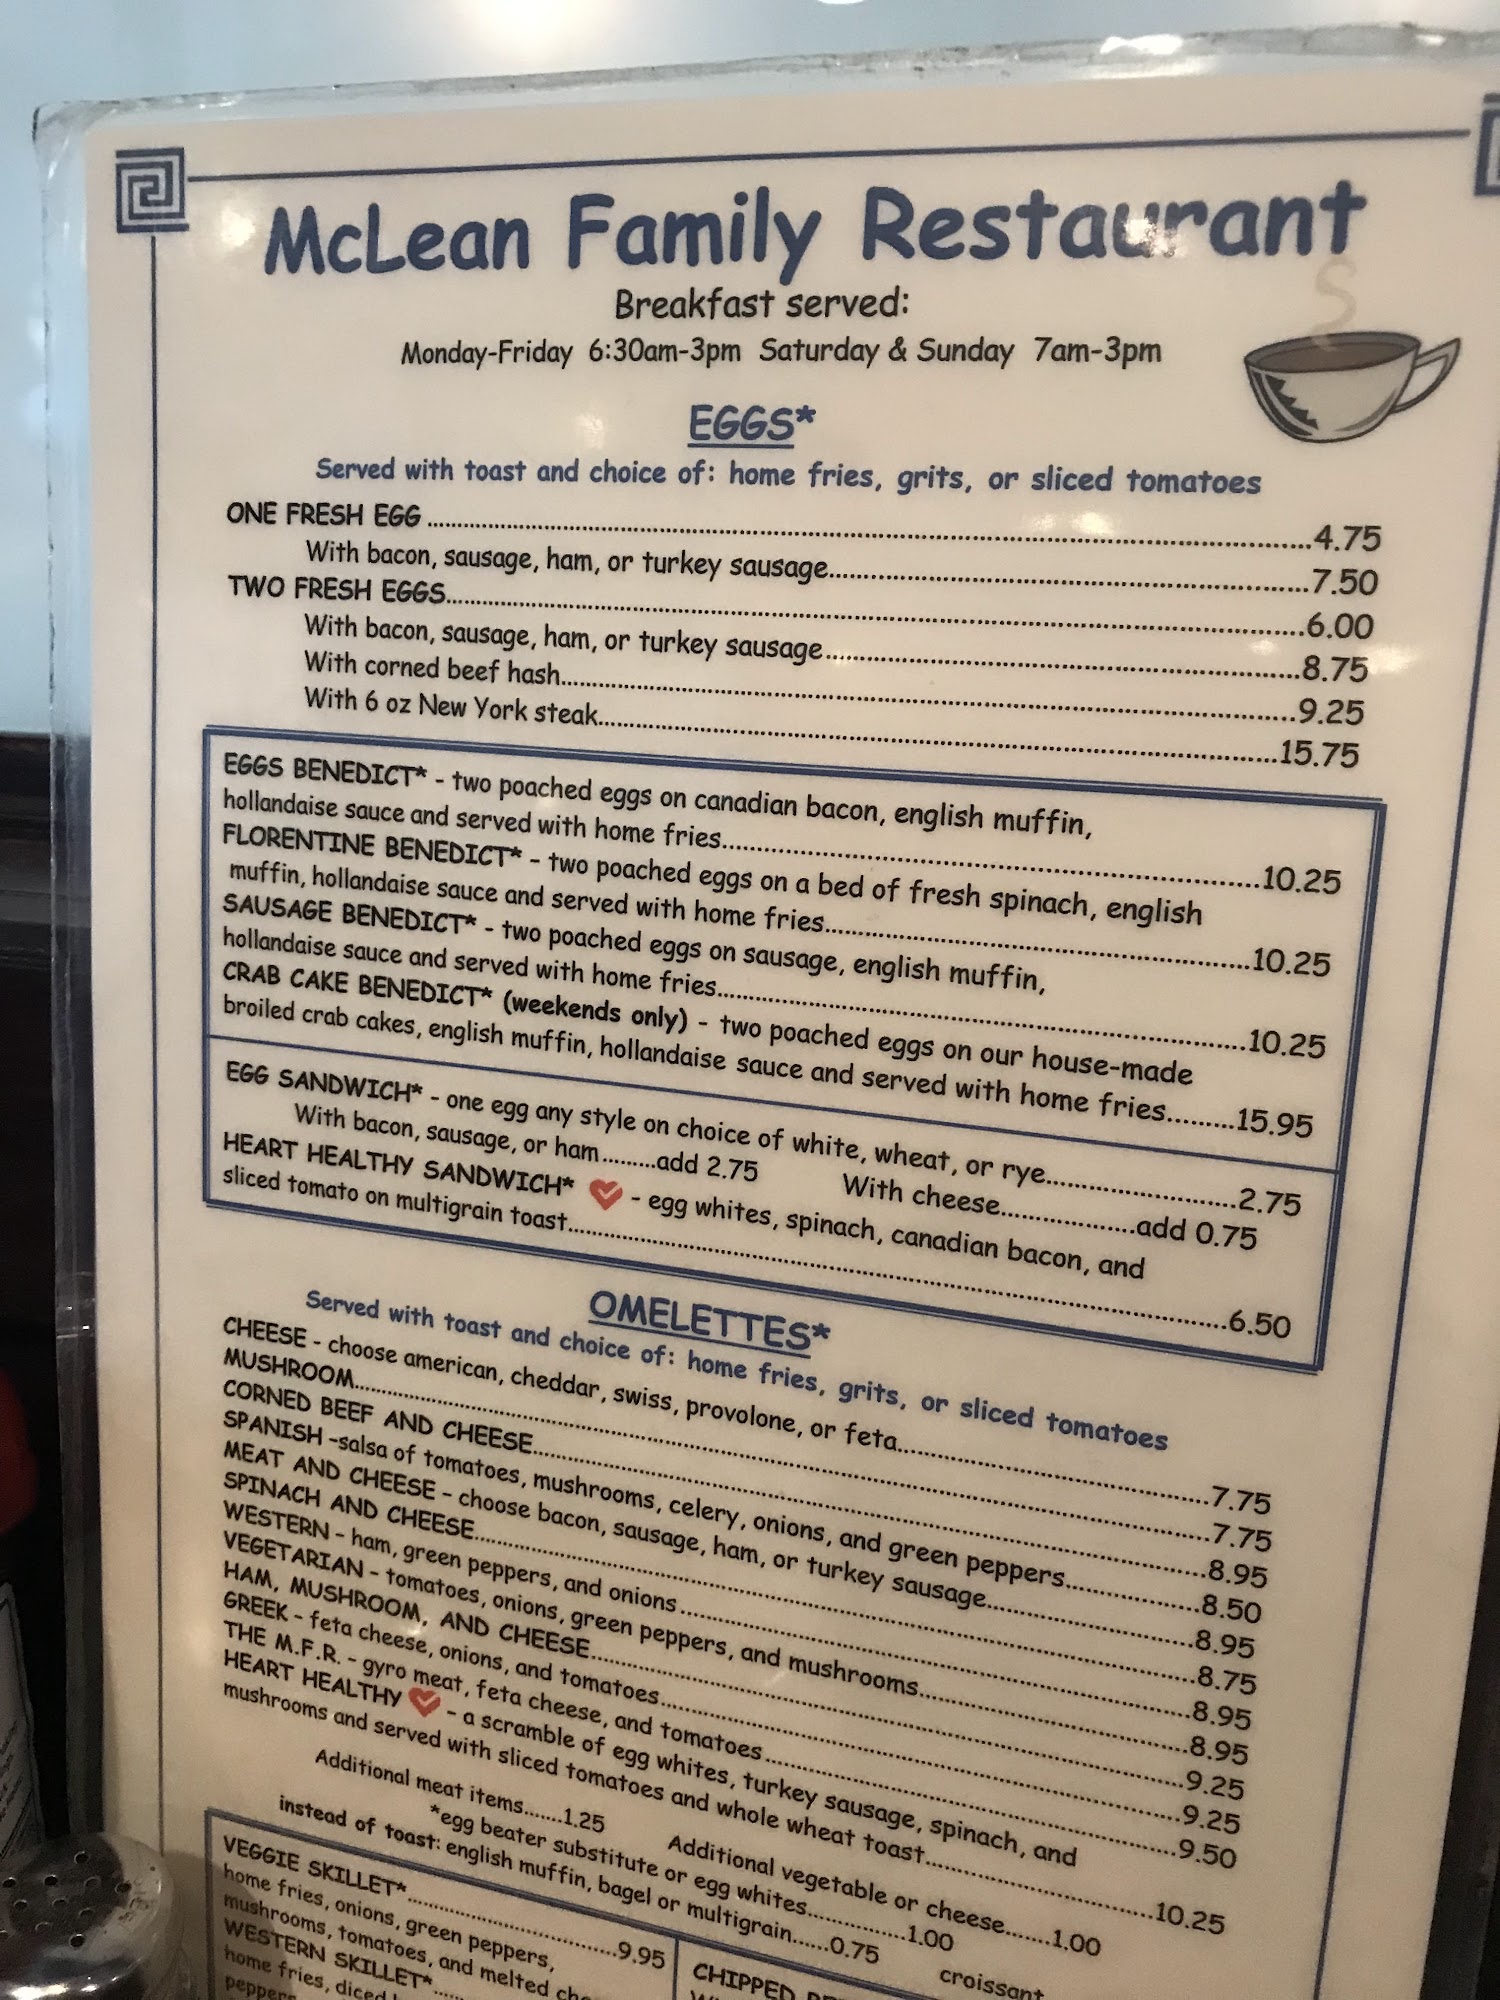 McLean Family Restaurant
Breakfast served:
Monday-Friday 6:30am-3pm Saturday & Sunday 7am-3pm
EGGS*
Served with toast and choice of: home fries, grits, or sliced tomatoes
ONE FRESH EGG....................4.75
With bacon, sausage, ham, or turkey sausage....................7.50
TWO FRESH EGGS....................6.00
With bacon, sausage, ham, or turkey sausage....................8.75
With corned beef hash....................9.25
With 6 oz New York steak....................15.75
EGGS BENEDICT* - two poached eggs on canadian bacon, english muffin,
hollandaise sauce and served with home fries....................10.25
FLORENTINE BENEDICT* - two poached eggs on a bed of fresh spinach, english
muffin, hollandaise sauce and served with home fries....................10.25
SAUSAGE BENEDICT* - two poached eggs on sausage, english muffin,
hollandaise sauce and served with home fries....................10.25
CRAB CAKE BENEDICT* (weekends only) - two poached eggs on our house-made
broiled crab cakes, english muffin, hollandaise sauce and served with home fries.........15.95
EGG SANDWICH* - one egg any style on choice of white, wheat, or rye....................2.75
With bacon, sausage, or ham.........add 2.75 With cheese....................add 0.75
HEART HEALTHY SANDWICH* - egg whites, spinach, canadian bacon, and
sliced tomato on multigrain toast....................6.50
OMELETTES*
Served with toast and choice of: home fries, grits, or sliced tomatoes
CHEESE - choose american, cheddar, swiss, provolone, or feta....................7.75
MUSHROOM....................7.75
CORNED BEEF AND CHEESE....................8.95
SPANISH -salsa of tomatoes, mushrooms, celery, onions, and green peppers....................8.50
MEAT AND CHEESE - choose bacon, sausage, ham, or turkey sausage....................8.95
SPINACH AND CHEESE....................8.75
WESTERN - ham, green peppers, and onions....................8.95
VEGETARIAN - tomatoes, onions, green peppers, and mushrooms....................8.95
HAM, MUSHROOM, AND CHEESE....................9.25
GREEK - feta cheese, onions, and tomatoes....................9.25
THE M.F.R. - gyro meat, feta cheese, and tomatoes....................9.50
HEART HEALTHY - a scramble of egg whites, turkey sausage, spinach, and
mushrooms and served with sliced tomatoes and whole wheat toast....................10.25
Additional meat items.......1.25 Additional vegetable or cheese.......1.00
*egg beater substitute or egg whites...............1.00
instead of toast: english muffin, bagel or multigrain......0.75 croissant
VEGGIE SKILLET*....................9.95
home fries, onions, green peppers,
mushrooms, tomatoes, and melted
WESTERN SKILLET*
home fries, diced
peppers
CHIPPED